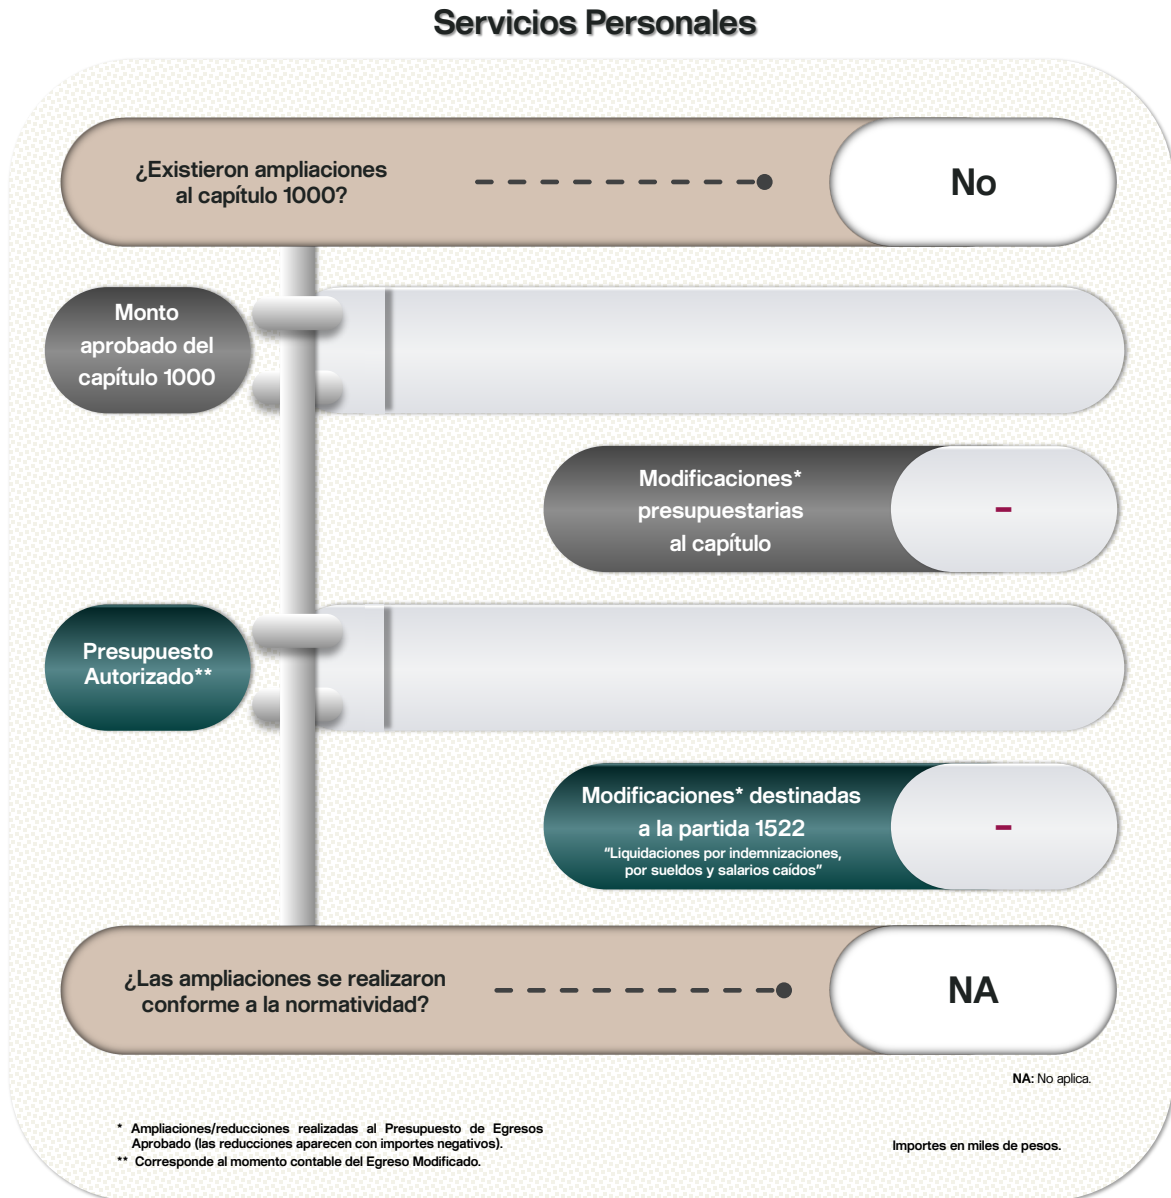 Servicios Personales
¿Existieron ampliaciones
al capítulo 1000?
No
Monto
aprobado del
capítulo 1000
Modificaciones*
presupuestarias
al capítulo
-
Presupuesto
Autorizado**
Modificaciones* destinadas
a la partida 1522
"Liquidaciones por indemnizaciones,
por sueldos y salarios caídos"
-
¿Las ampliaciones se realizaron
conforme a la normatividad?
NA
NA: No aplica.
* Ampliaciones/reducciones realizadas al Presupuesto de Egresos
Aprobado (las reducciones aparecen con importes negativos).
** Corresponde al momento contable del Egreso Modificado.
Importes en miles de pesos.